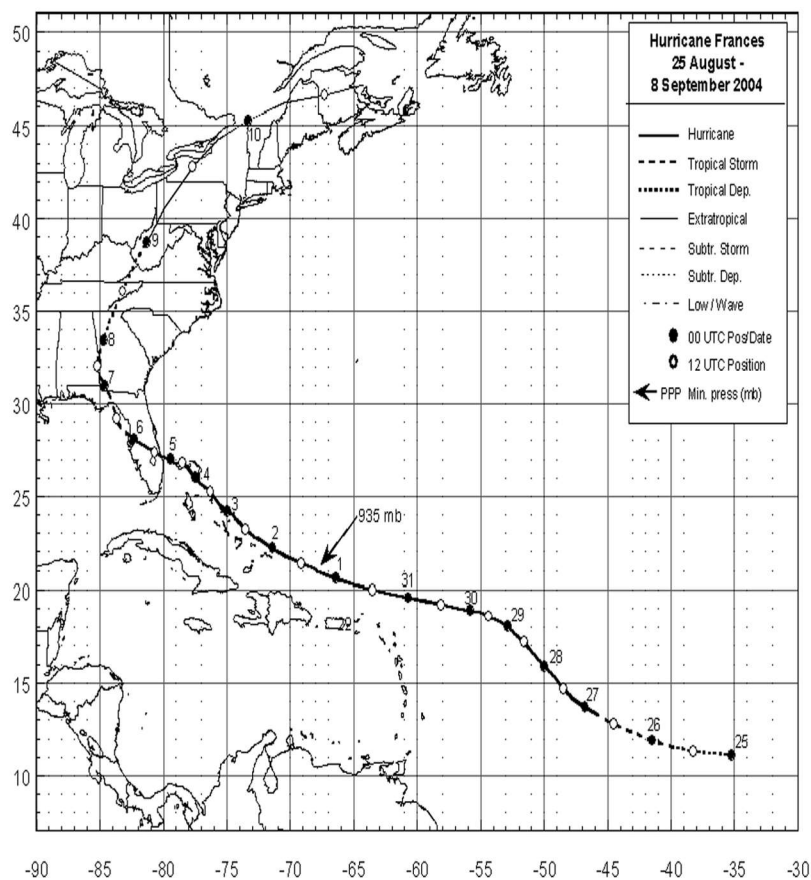 Hurricane Frances
25 August -
8 September 2004
Hurricane
Tropical Storm
Tropical Dep.
Extratropical
Subtr. Storm
Subtr. Dep.
Low / Wave
00 UTC Pos/Date
12 UTC Position
PPP Min. press (mb)
50
45
40
35
30
25
20
15
10
10
9
8
7
6
5
4
3
2
935 mb
1
31
30
29
28
27
26
25
-90 -85 -80 -75 -70 -65 -60 -55 -50 -45 -40 -35 -30